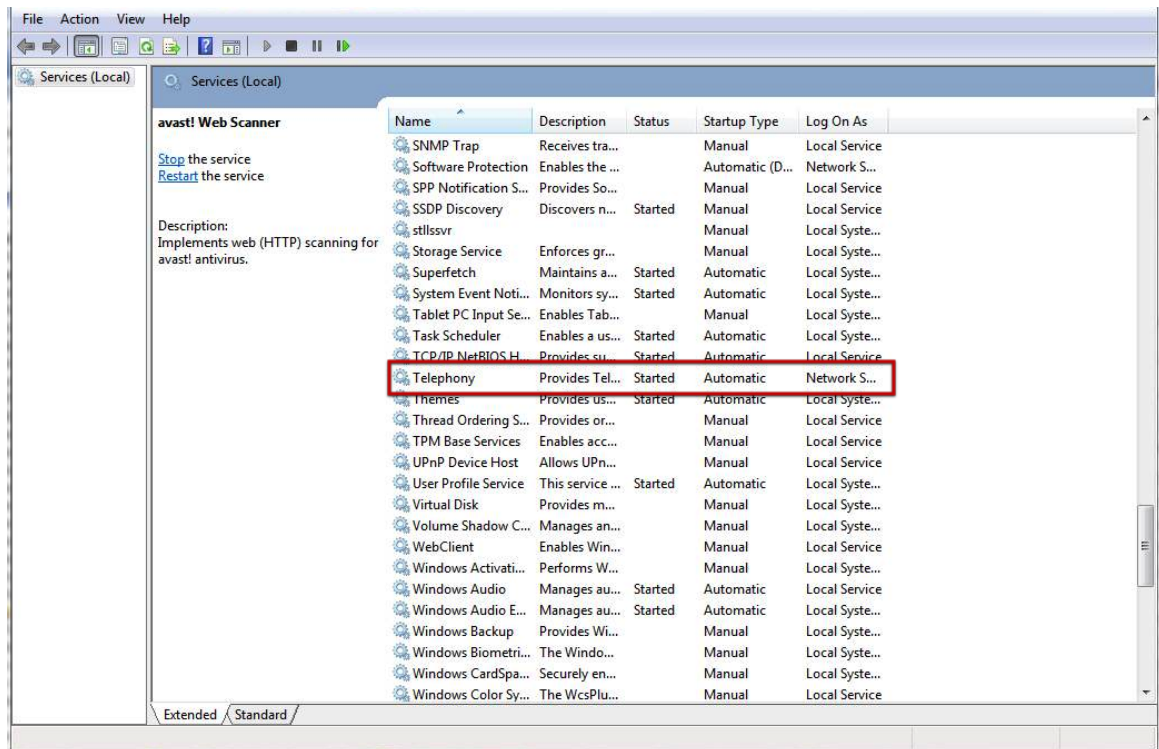 File Action View Help
Services (Local)
Services (Local)
avast! Web Scanner
Stop the service
Restart the service
Description:
Implements web (HTTP) scanning for
avast! antivirus.
Name Description Status Startup Type Log On As
SNMP Trap Receives tra... Manual Local Service
Software Protection Enables the ... Automatic (D... Network S...
SPP Notification S... Provides So... Manual Local Service
SSDP Discovery Discovers n... Started Manual Local Service
stllssvr Manual Local Syste...
Storage Service Enforces gr... Manual Local Syste...
Superfetch Maintains a... Started Automatic Local Syste...
System Event Noti... Monitors sy... Started Automatic Local Syste...
Tablet PC Input Se... Enables Tab... Manual Local Syste...
Task Scheduler Enables a us... Started Automatic Local Syste...
TCP/IP NetBIOS H... Provides su... Started Automatic Local Service
Telephony Provides Tel... Started Automatic Network S...
Themes Provides us... Started Automatic Local Syste...
Thread Ordering S... Provides or... Manual Local Service
TPM Base Services Enables acc... Manual Local Service
UPnP Device Host Allows UPn... Manual Local Service
User Profile Service This service ... Started Automatic Local Syste...
Virtual Disk Provides m... Manual Local Syste...
Volume Shadow C... Manages an... Manual Local Syste...
WebClient Enables Win... Manual Local Service
Windows Activati... Performs W... Manual Local Syste...
Windows Audio Manages au... Started Automatic Local Service
Windows Audio E... Manages au... Started Automatic Local Syste...
Windows Backup Provides Wi... Manual Local Syste...
Windows Biometri... The Windo... Manual Local Syste...
Windows CardSpa... Securely en... Manual Local Syste...
Windows Color Sy... The WcsPlu... Manual Local Service
Extended Standard